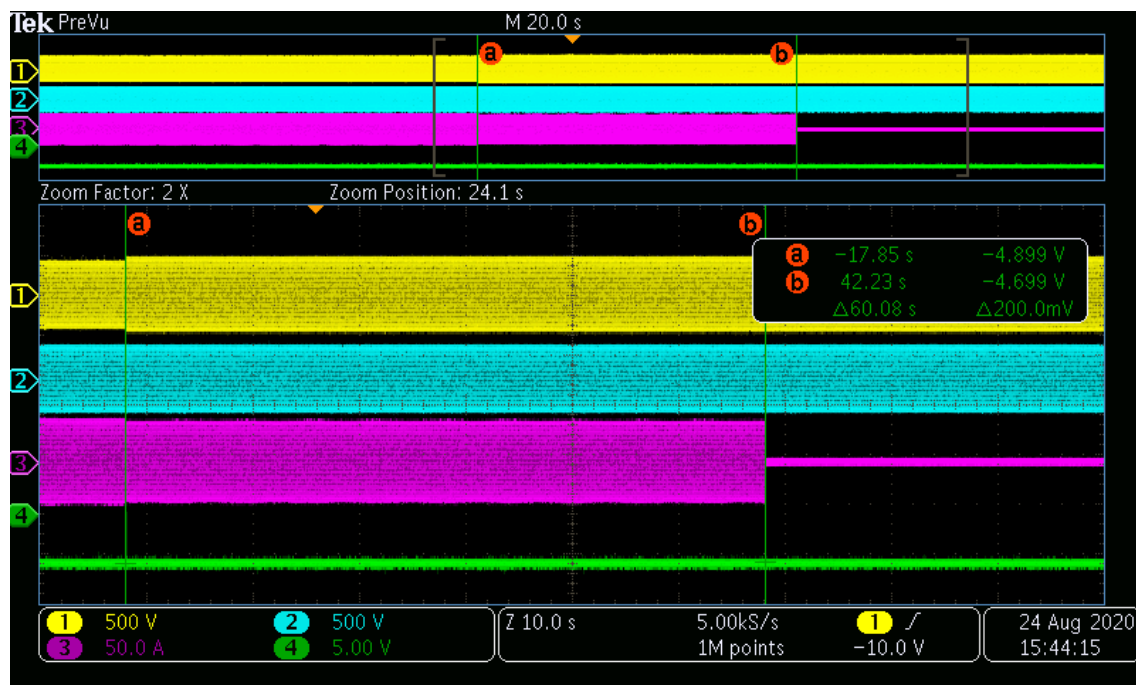 Tek PreVu M 20.0 s
a b
1
2
3
4
Zoom Factor: 2 X Zoom Position: 24.1 s
a b
a -17.85 s -4.899 V
b 42.23 s -4.699 V
△60.08 s △200.0mV
1
2
3
4
1 500 V 2 500 V Z 10.0 s 5.00kS/s 1 24 Aug 2020
3 50.0 A 4 5.00 V 1M points -10.0 V 15:44:15